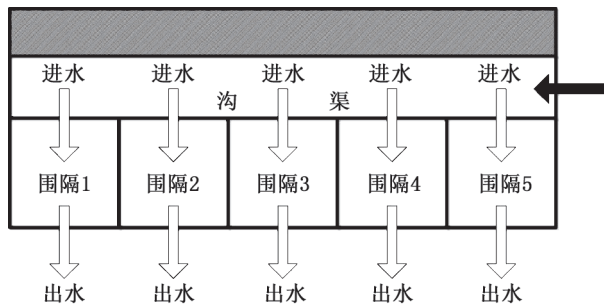 进水 进水 进水 进水 进水
沟 渠
围隔1 围隔2 围隔3 围隔4 围隔5
出水 出水 出水 出水 出水